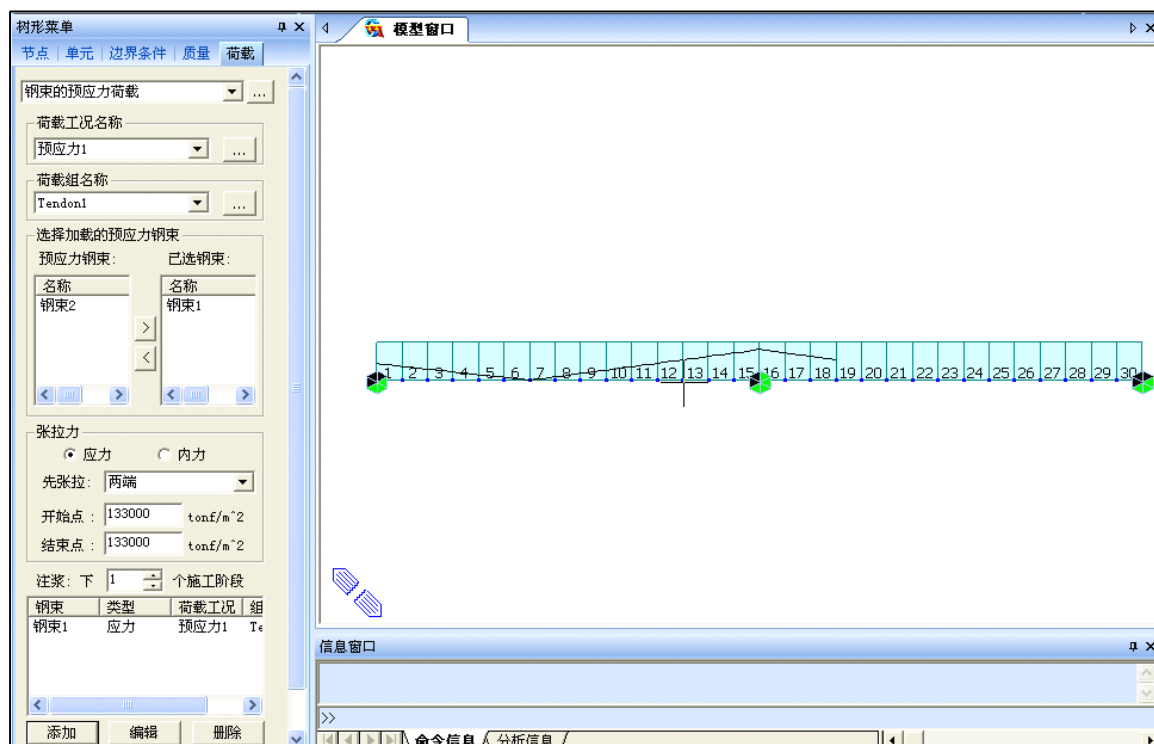 树形菜单
节点 单元 边界条件 质量 荷载
钢束的预应力荷载 ...
荷载工况名称
预应力1 ...
荷载组名称
Tendon1 ...
选择加载的预应力钢束
预应力钢束: 已选钢束:
名称 名称
钢束2 钢束1
>
<
张拉力
应力 内力
先张拉: 两端
开始点 : 133000 tonf/m^2
结束点 : 133000 tonf/m^2
注浆: 下 1 个施工阶段
钢束 类型 荷载工况 组
钢束1 应力 预应力1 Te
添加 编辑 删除
模型窗口
1 2 3 4 5 6 7 8 9 10 11 12 13 14 15 16 17 18 19 20 21 22 23 24 25 26 27 28 29 30
信息窗口
>>
命令信息 分析信息